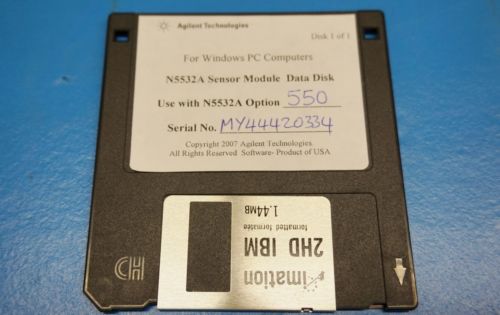 Agilent Technologies
Disk 1 of 1
For Windows PC Computers
N5532A Sensor Module Data Disk
Use with N5532A Option 550
Serial No. MY44420334
Copyright 2007 Agilent Technologies.
All Rights Reserved Software- Product of USA
imation
2HD IBM
formatted formatée
1.44MB
HD